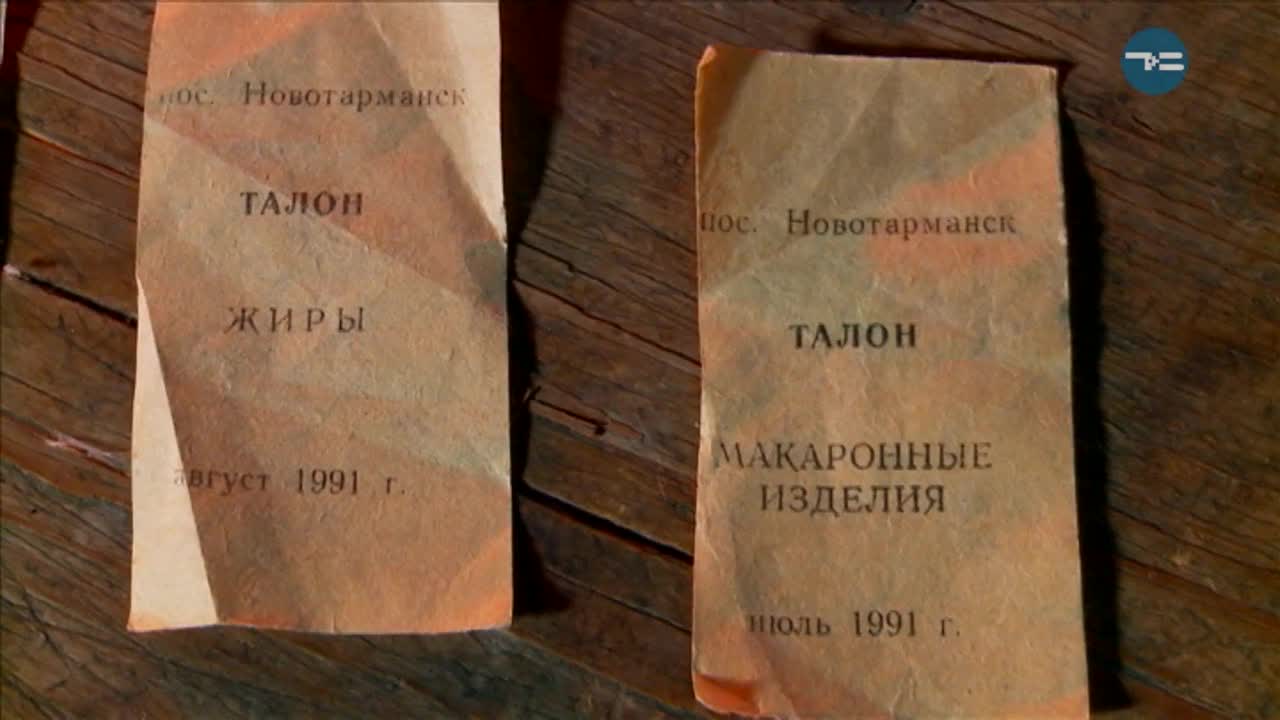 пос. Новотарманск
ТАЛОН
ЖИРЫ
август 1991 г.
пос. Новотарманск
ТАЛОН
МАКАРОННЫЕ
ИЗДЕЛИЯ
июль 1991 г.